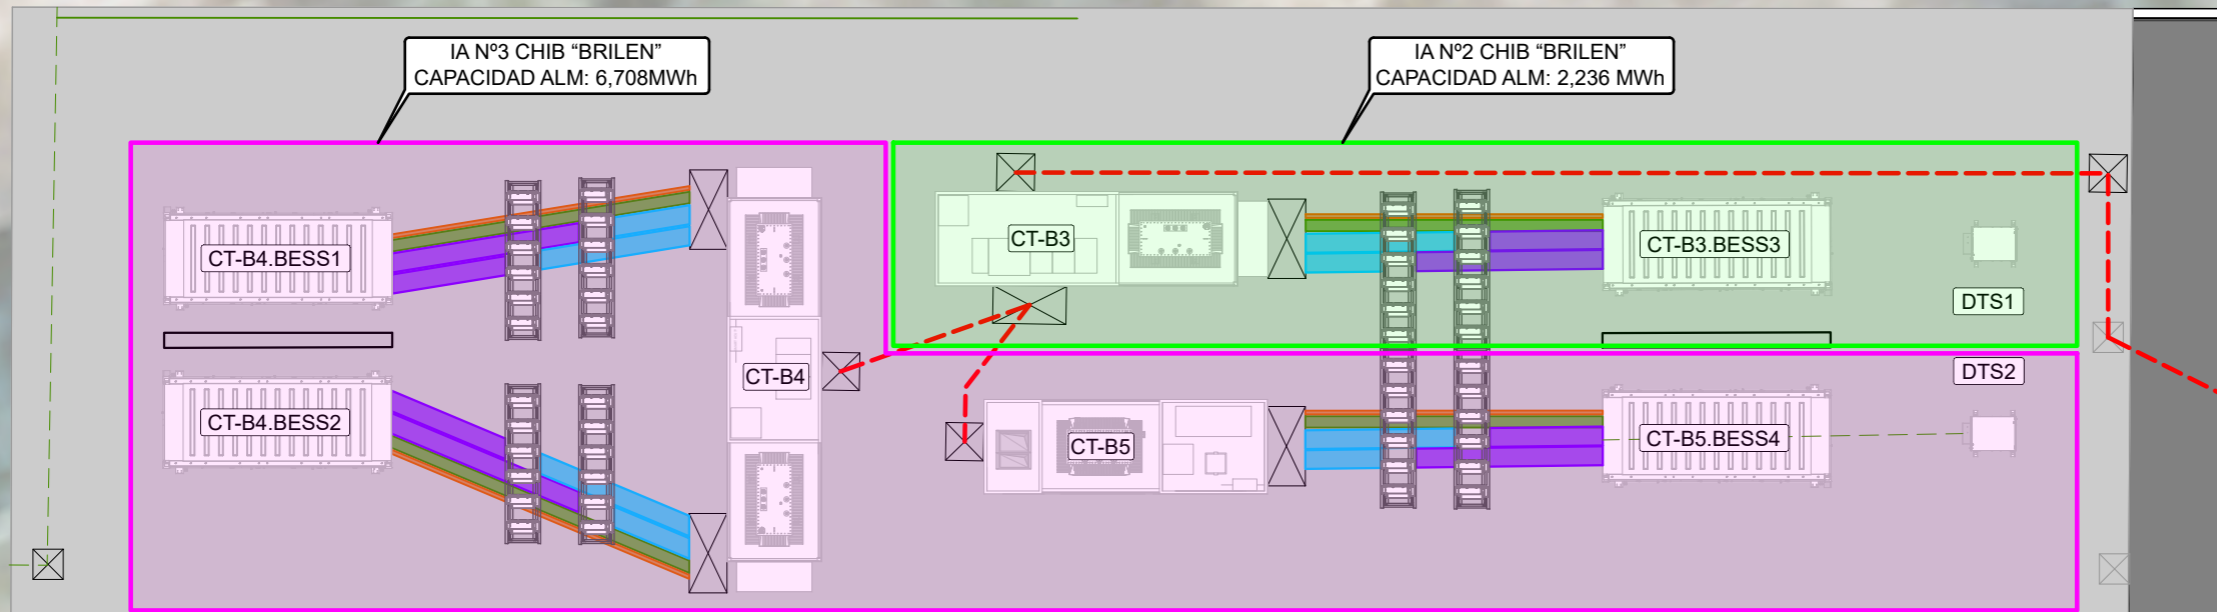 IA Nº3 CHIB “BRILEN”
CAPACIDAD ALM: 6,708MWh
IA Nº2 CHIB “BRILEN”
CAPACIDAD ALM: 2,236 MWh
CT-B4.BESS1
CT-B3
CT-B3.BESS3
DTS1
CT-B4
DTS2
CT-B4.BESS2
CT-B5
CT-B5.BESS4